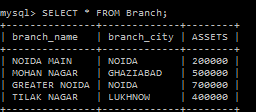 mysql> SELECT * FROM Branch;
+---------------+-------------+--------+
| branch_name | branch_city | ASSETS |
+---------------+-------------+--------+
| NOIDA MAIN | NOIDA | 200000 |
| MOHAN NAGAR | GHAZIABAD | 500000 |
| GREATER NOIDA | NOIDA | 700000 |
| TILAK NAGAR | LUKHNOW | 400000 |
+---------------+-------------+--------+